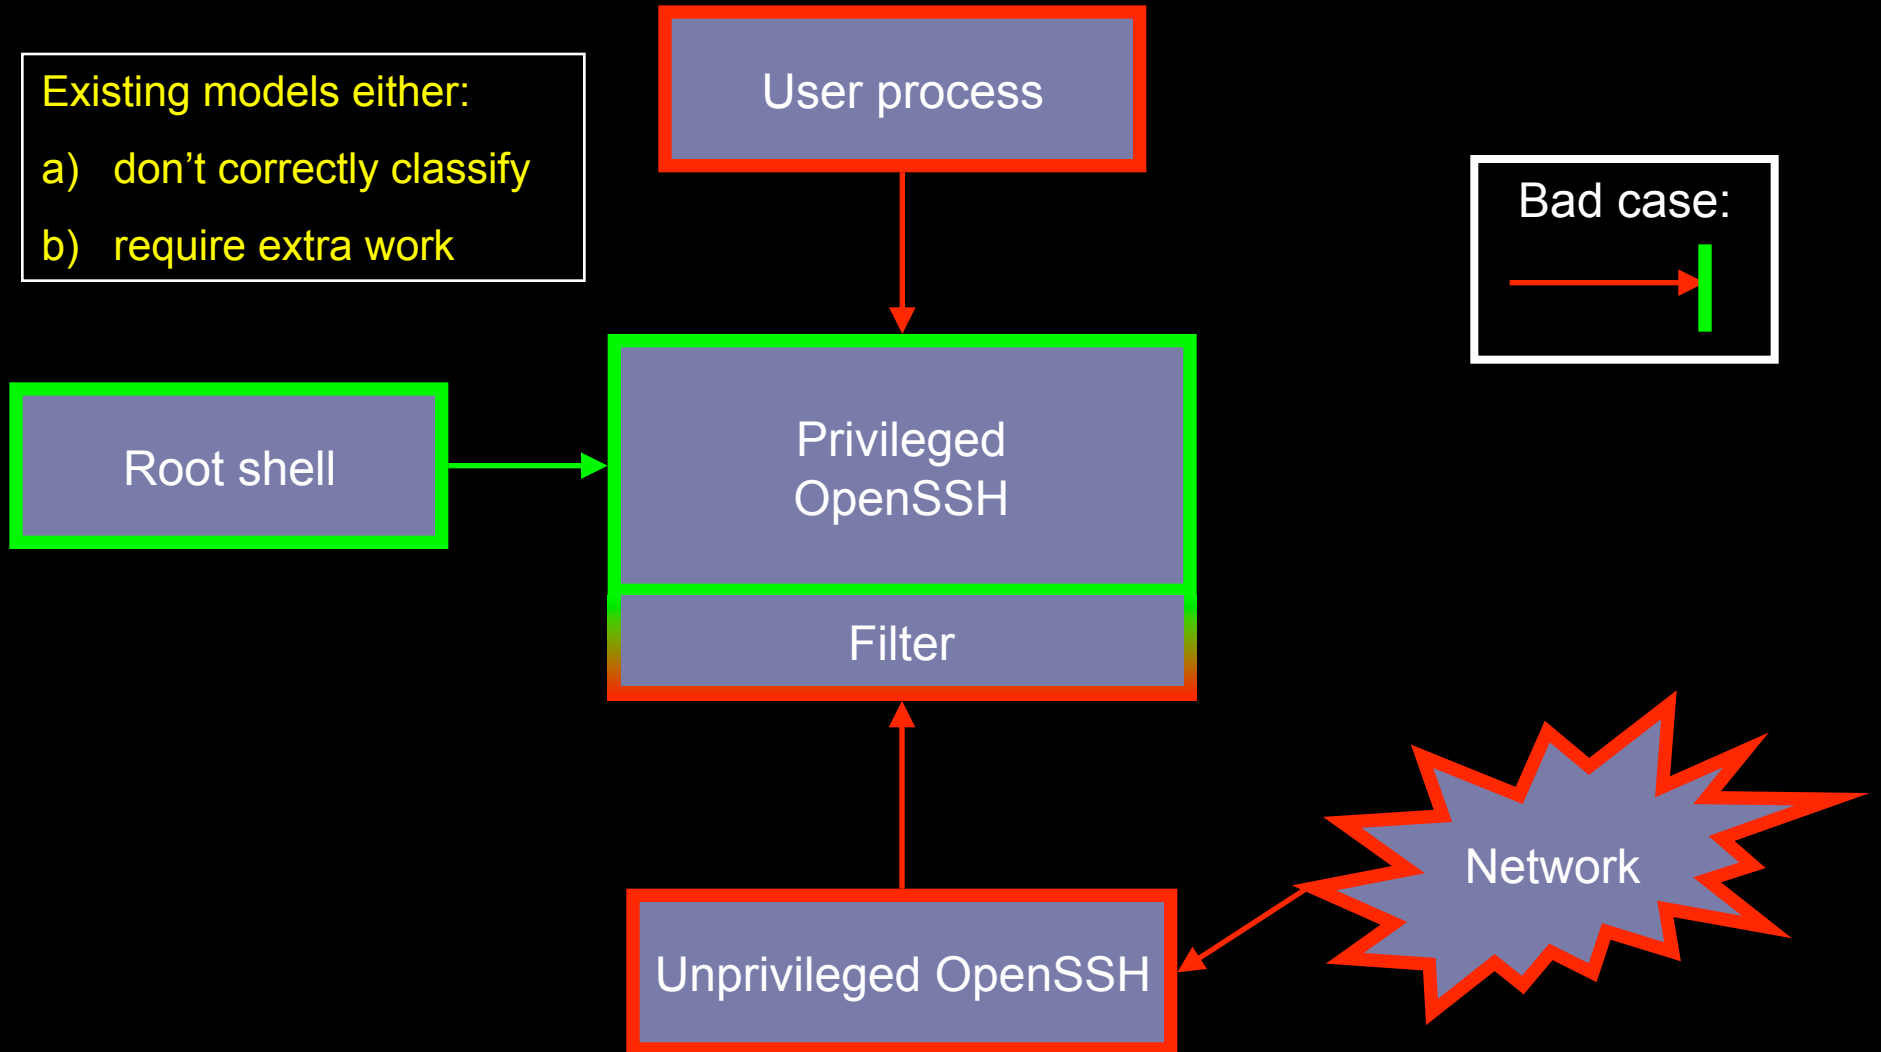 Existing models either:
a) don’t correctly classify
b) require extra work
User process
Bad case:
Root shell
Privileged
OpenSSH
Filter
Network
Unprivileged OpenSSH